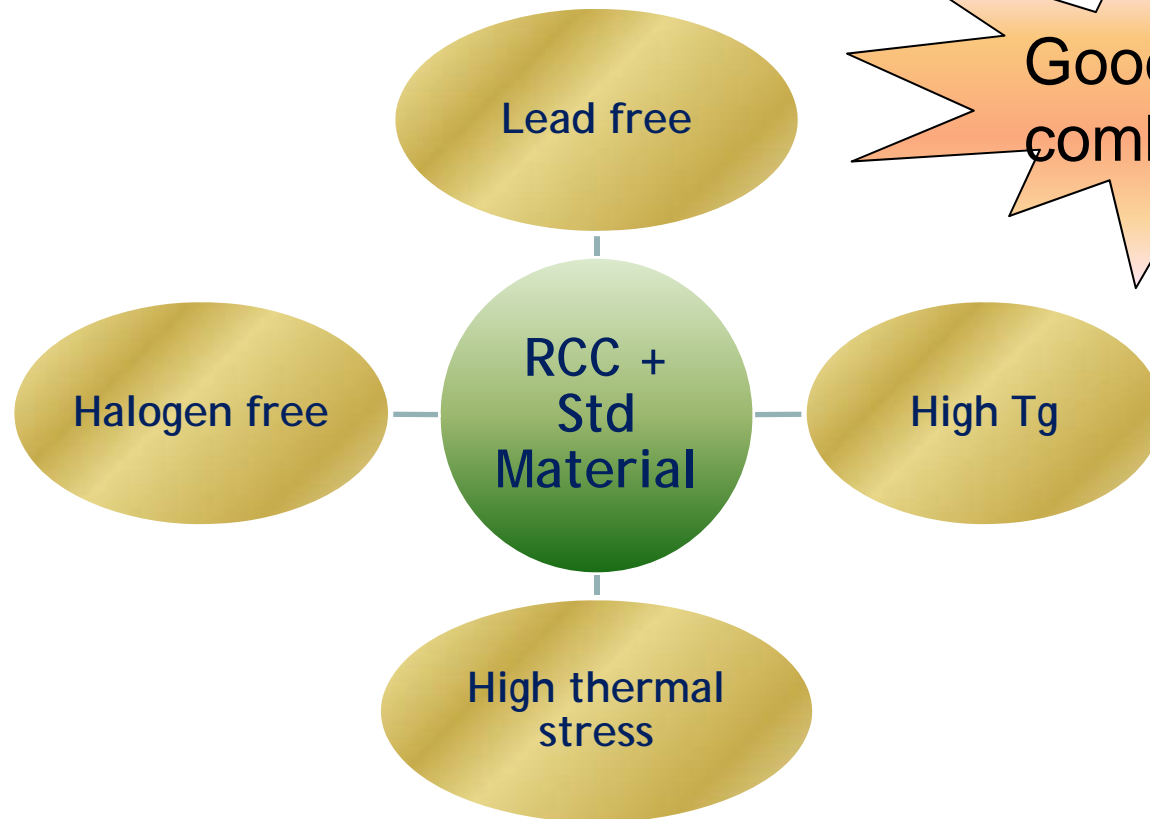 Lead free
Halogen free
RCC +
Std
Material
High Tg
High thermal
stress